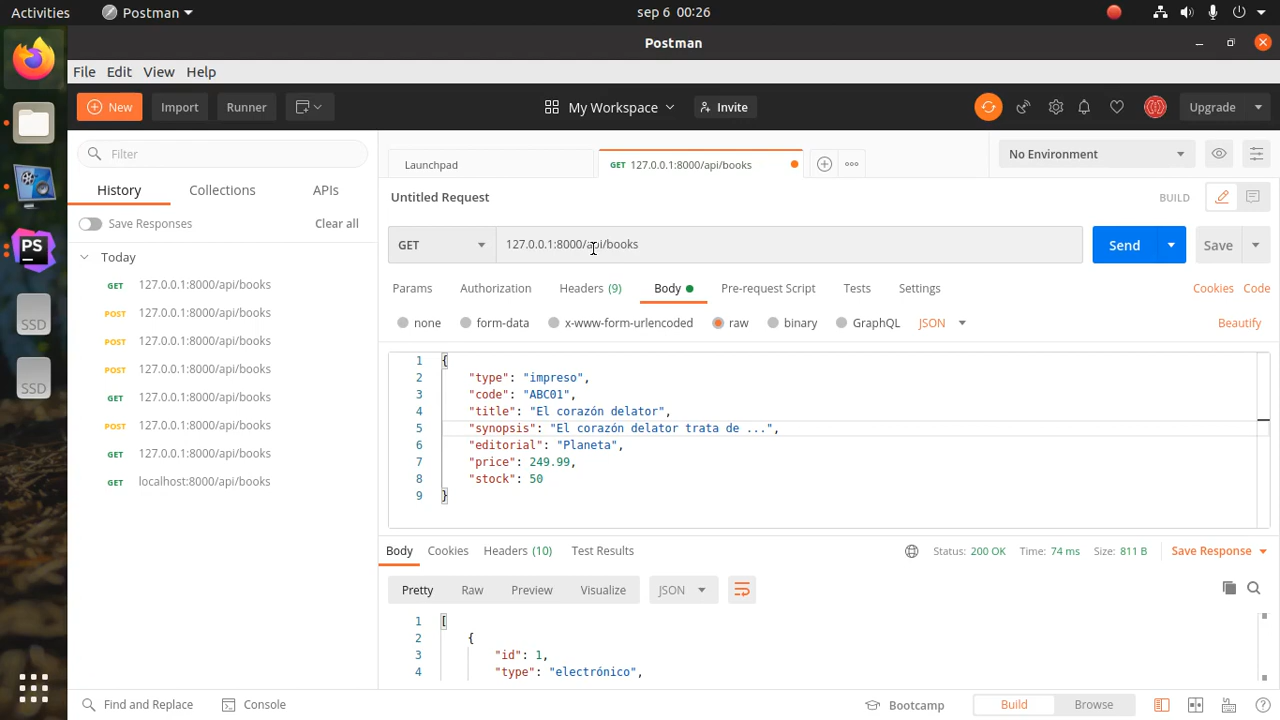 Activities
Postman
sep 6 00:26
Postman
File Edit View Help
New
Import
Runner
My Workspace
Invite
Upgrade
Filter
Launchpad
GET 127.0.0.1:8000/api/books
No Environment
History
Collections
APIs
Untitled Request
BUILD
Save Responses
Clear all
GET
127.0.0.1:8000/api/books
Send
Save
Today
GET 127.0.0.1:8000/api/books
POST 127.0.0.1:8000/api/books
POST 127.0.0.1:8000/api/books
POST 127.0.0.1:8000/api/books
GET 127.0.0.1:8000/api/books
POST 127.0.0.1:8000/api/books
GET 127.0.0.1:8000/api/books
GET localhost:8000/api/books
Params Authorization Headers (9) Body Pre-request Script Tests Settings Cookies Code
none form-data x-www-form-urlencoded raw binary GraphQL JSON Beautify
1 {
2 "type": "impreso",
3 "code": "ABC01",
4 "title": "El corazón delator",
5 "synopsis": "El corazón delator trata de ...",
6 "editorial": "Planeta",
7 "price": 249.99,
8 "stock": 50
9 }
Body Cookies Headers (10) Test Results Status: 200 OK Time: 74 ms Size: 811 B Save Response
Pretty Raw Preview Visualize JSON
1 [
2 {
3 "id": 1,
4 "type": "electrónico",
PS
SSD
SSD
Find and Replace
Console
Bootcamp
Build
Browse